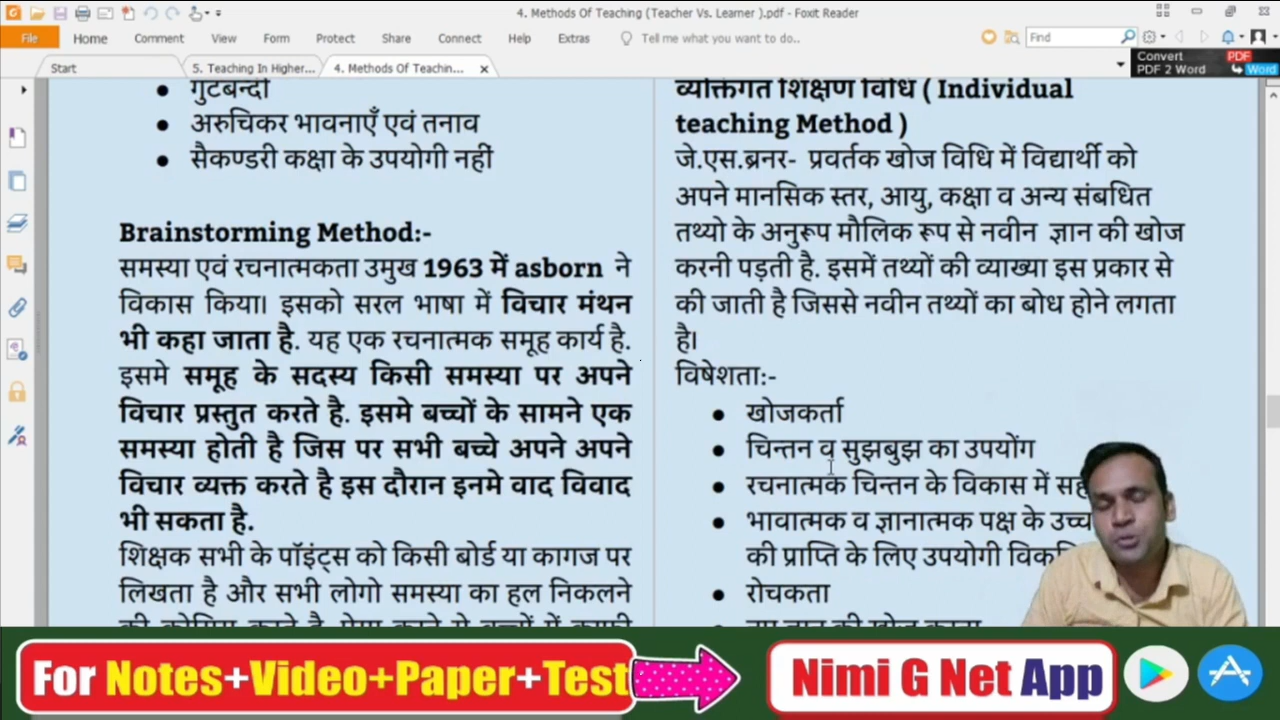 4. Methods Of Teaching (Teacher Vs. Learner ).pdf - Foxit Reader
File Home Comment View Form Protect Share Connect Help Extras Tell me what you want to do.. Find
Start 5. Teaching In Higher... 4. Methods Of Teachin...
Convert PDF
PDF 2 Word Word
गुटबन्दी
अरुचिकर भावनाएँ एवं तनाव
सैकण्डरी कक्षा के उपयोगी नहीं
Brainstorming Method:-
समस्या एवं रचनात्मकता उमुख 1963 में asborn ने
विकास किया। इसको सरल भाषा में विचार मंथन
भी कहा जाता है. यह एक रचनात्मक समूह कार्य है.
इसमे समूह के सदस्य किसी समस्या पर अपने
विचार प्रस्तुत करते है. इसमे बच्चों के सामने एक
समस्या होती है जिस पर सभी बच्चे अपने अपने
विचार व्यक्त करते है इस दौरान इनमे वाद विवाद
भी सकता है.
शिक्षक सभी के पॉइंट्स को किसी बोर्ड या कागज पर
लिखता है और सभी लोगो समस्या का हल निकलने
व्यक्तिगत शिक्षण विधि ( Individual
teaching Method )
जे.एस.ब्रनर- प्रवर्तक खोज विधि में विद्यार्थी को
अपने मानसिक स्तर, आयु, कक्षा व अन्य संबधित
तथ्यो के अनुरूप मौलिक रूप से नवीन ज्ञान की खोज
करनी पड़ती है. इसमें तथ्यों की व्याख्या इस प्रकार से
की जाती है जिससे नवीन तथ्यों का बोध होने लगता
है।
विषेशता:-
खोजकर्ता
चिन्तन व सुझबुझ का उपयोंग
रचनात्मक चिन्तन के विकास में
भावात्मक व ज्ञानात्मक पक्ष के उच्च
की प्राप्ति के लिए उपयोगी
रोचकता
For Notes+Video+Paper+Test
Nimi G Net App